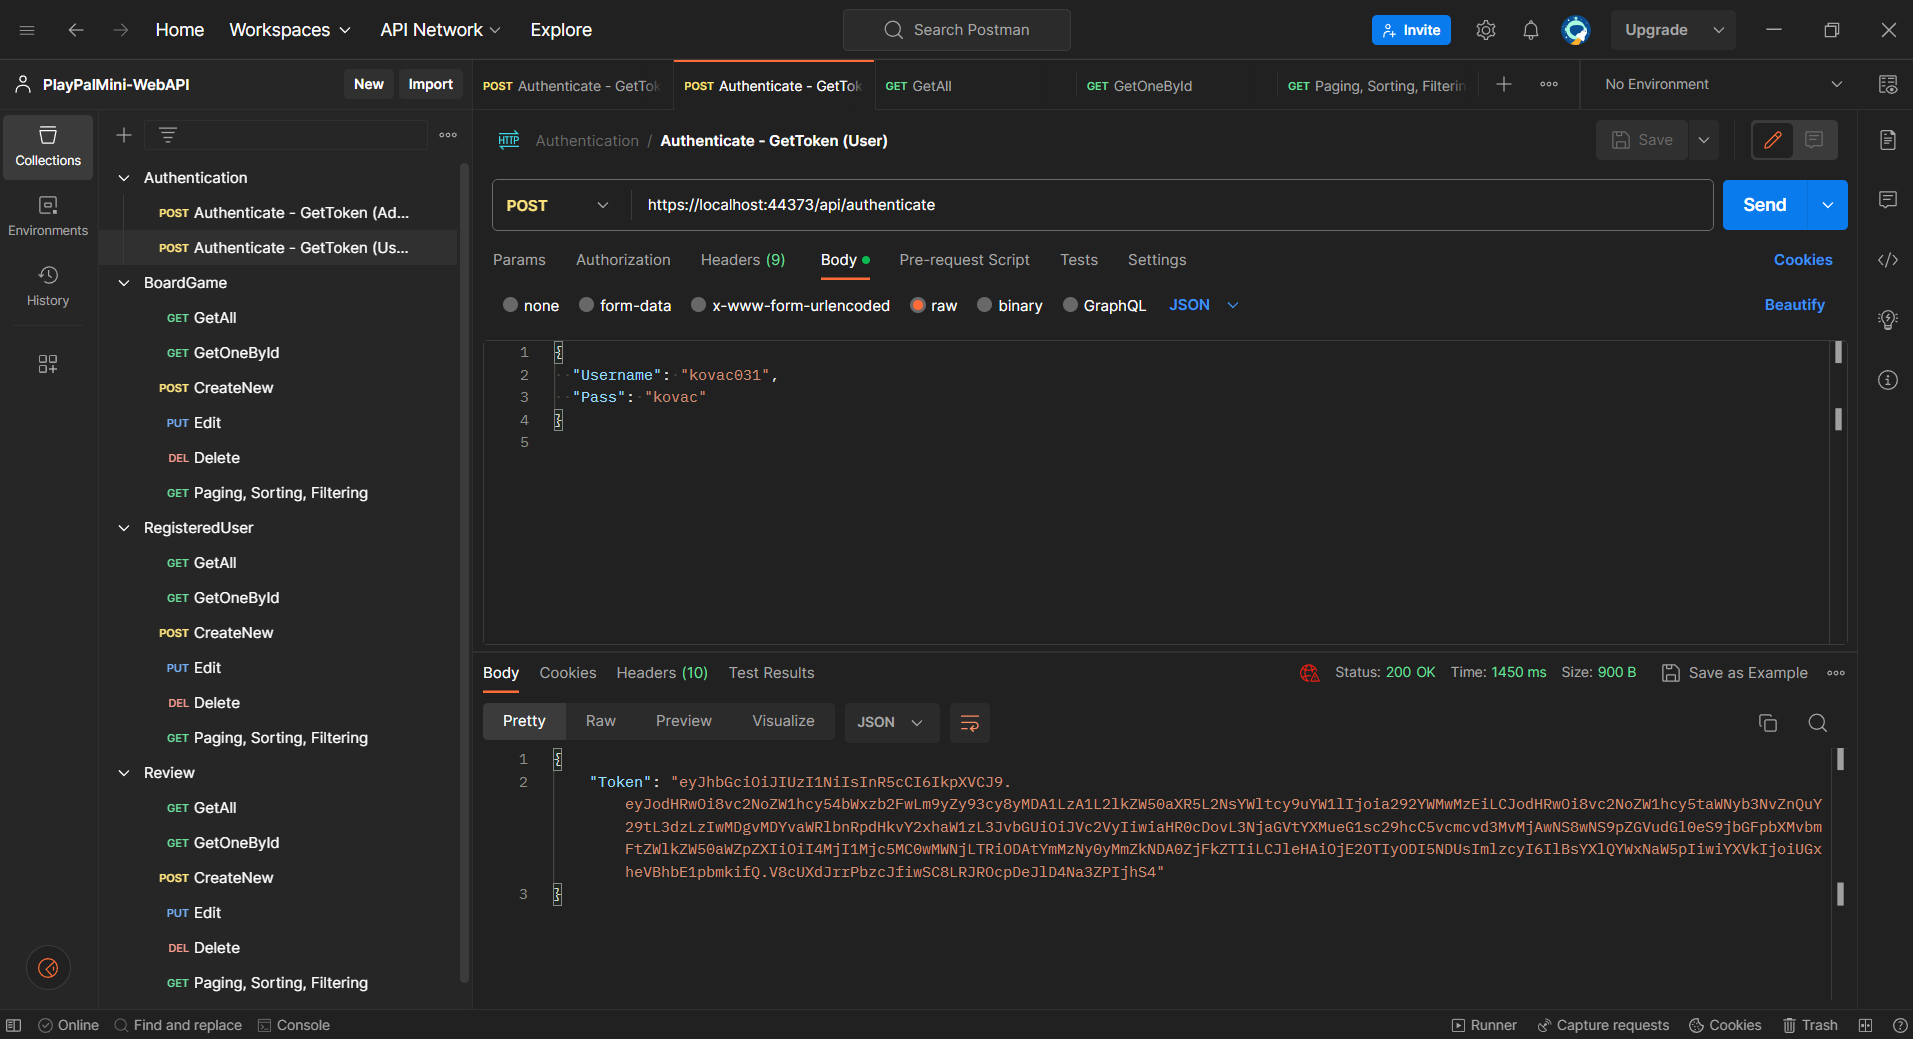 Home Workspaces API Network Explore Search Postman Invite Upgrade
PlayPalMini-WebAPI New Import
POST Authenticate - GetTok POST Authenticate - GetTok GET GetAll GET GetOneById GET Paging, Sorting, Filterin No Environment
Collections
Environments
History
Authentication
POST Authenticate - GetToken (Ad...
POST Authenticate - GetToken (Us...
BoardGame
GET GetAll
GET GetOneById
POST CreateNew
PUT Edit
DEL Delete
GET Paging, Sorting, Filtering
RegisteredUser
GET GetAll
GET GetOneById
POST CreateNew
PUT Edit
DEL Delete
GET Paging, Sorting, Filtering
Review
GET GetAll
GET GetOneById
POST CreateNew
PUT Edit
DEL Delete
GET Paging, Sorting, Filtering
HTTP Authentication / Authenticate - GetToken (User) Save
POST https://localhost:44373/api/authenticate Send
Params Authorization Headers (9) Body Pre-request Script Tests Settings Cookies
none form-data x-www-form-urlencoded raw binary GraphQL JSON Beautify
1 {
2 "Username": "kovac031",
3 "Pass": "kovac"
4 }
5
Body Cookies Headers (10) Test Results Status: 200 OK Time: 1450 ms Size: 900 B Save as Example
Pretty Raw Preview Visualize JSON
1 {
2 "Token": "eyJhbGciOiJIUzI1NiIsInR5cCI6IkpXVCJ9.
eyJodHRwOi8vc2NoZW1hcy54bWxzb2FwLm9yZy93cy8yMDA1LzA1L2lkZW50aXR5L2NsYWltcy9uYW1lIjoia292YWMwMzEiLCJodHRwOi8vc2NoZW1hcy5taWNyb3NvZnQuY
29tL3dzLzIwMDgvMDYvaWRlbnRpdHkvY2xhaW1zL3JvbGUiOiJVc2VyIiwiaHR0cDovL3NjaGVtYXMueG1sc29hcC5vcmcvd3MvMjAwNS8wNS9pZGVudGl0eS9jbGFpbXMvbm
FtZWlkZW50aWZpZXIiOiI4MjI1Mjc5MC0wMWNjLTRiODAtYmMzNy0yMmZkNDA0ZjFkZTIiLCJleHAiOjE2OTIyODI5NDUsImlzcyI6IlBsYXlQYWxNaW5pIiwiYXVkIjoiUGx
heVBhbE1pbmkifQ.V8cUXdJrrPbzcJfiwSC8LRJROcpDeJlD4Na3ZPIjhS4"
3 }
Online Find and replace Console Runner Capture requests Cookies Trash